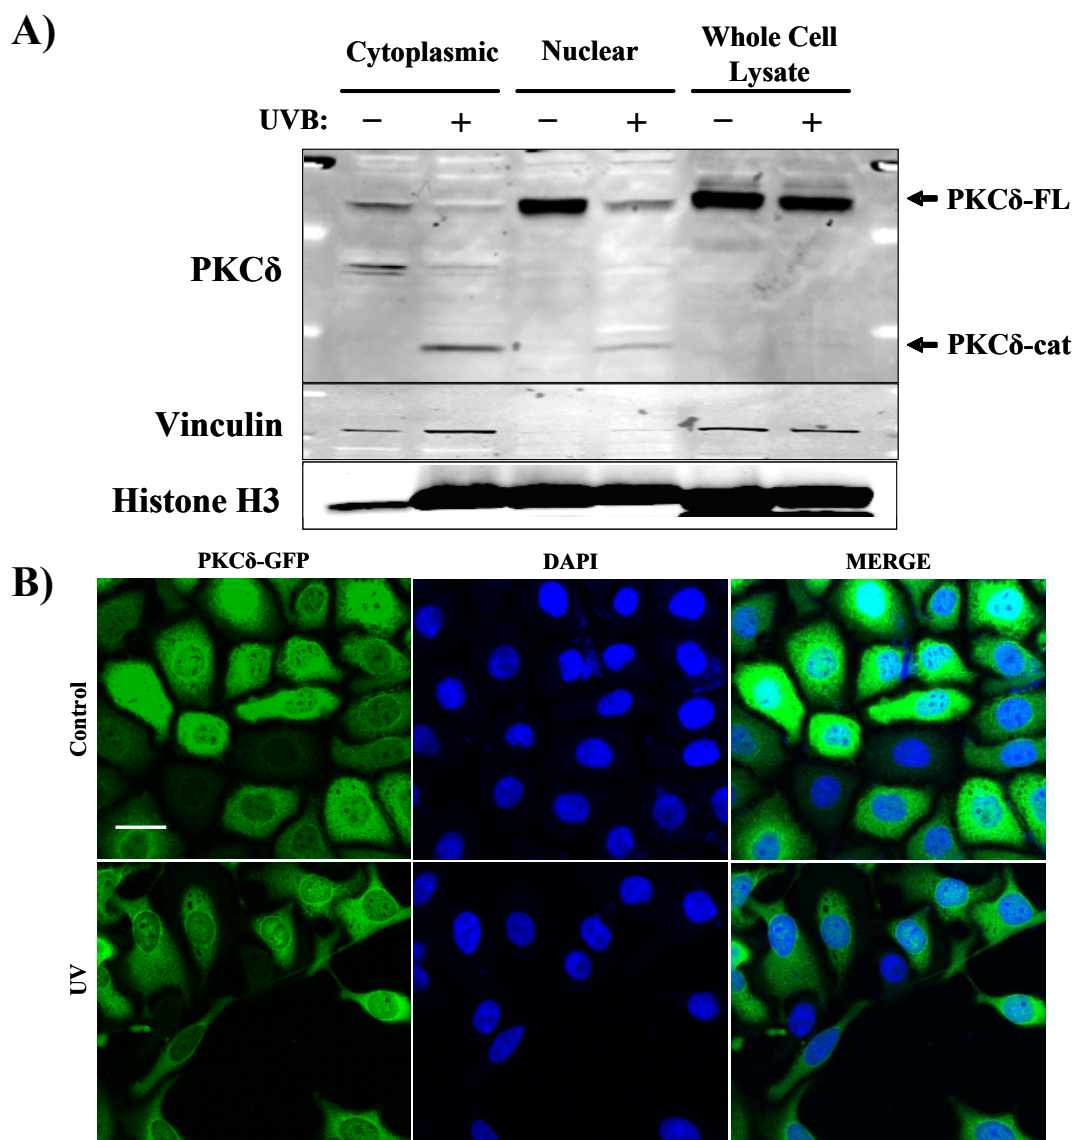 A)
Cytoplasmic
Nuclear
Whole Cell
Lysate
UVB: − + − + − +
PKCδ-FL
PKCδ
PKCδ-cat
Vinculin
Histone H3
B)
PKCδ-GFP
DAPI
MERGE
Control
UV